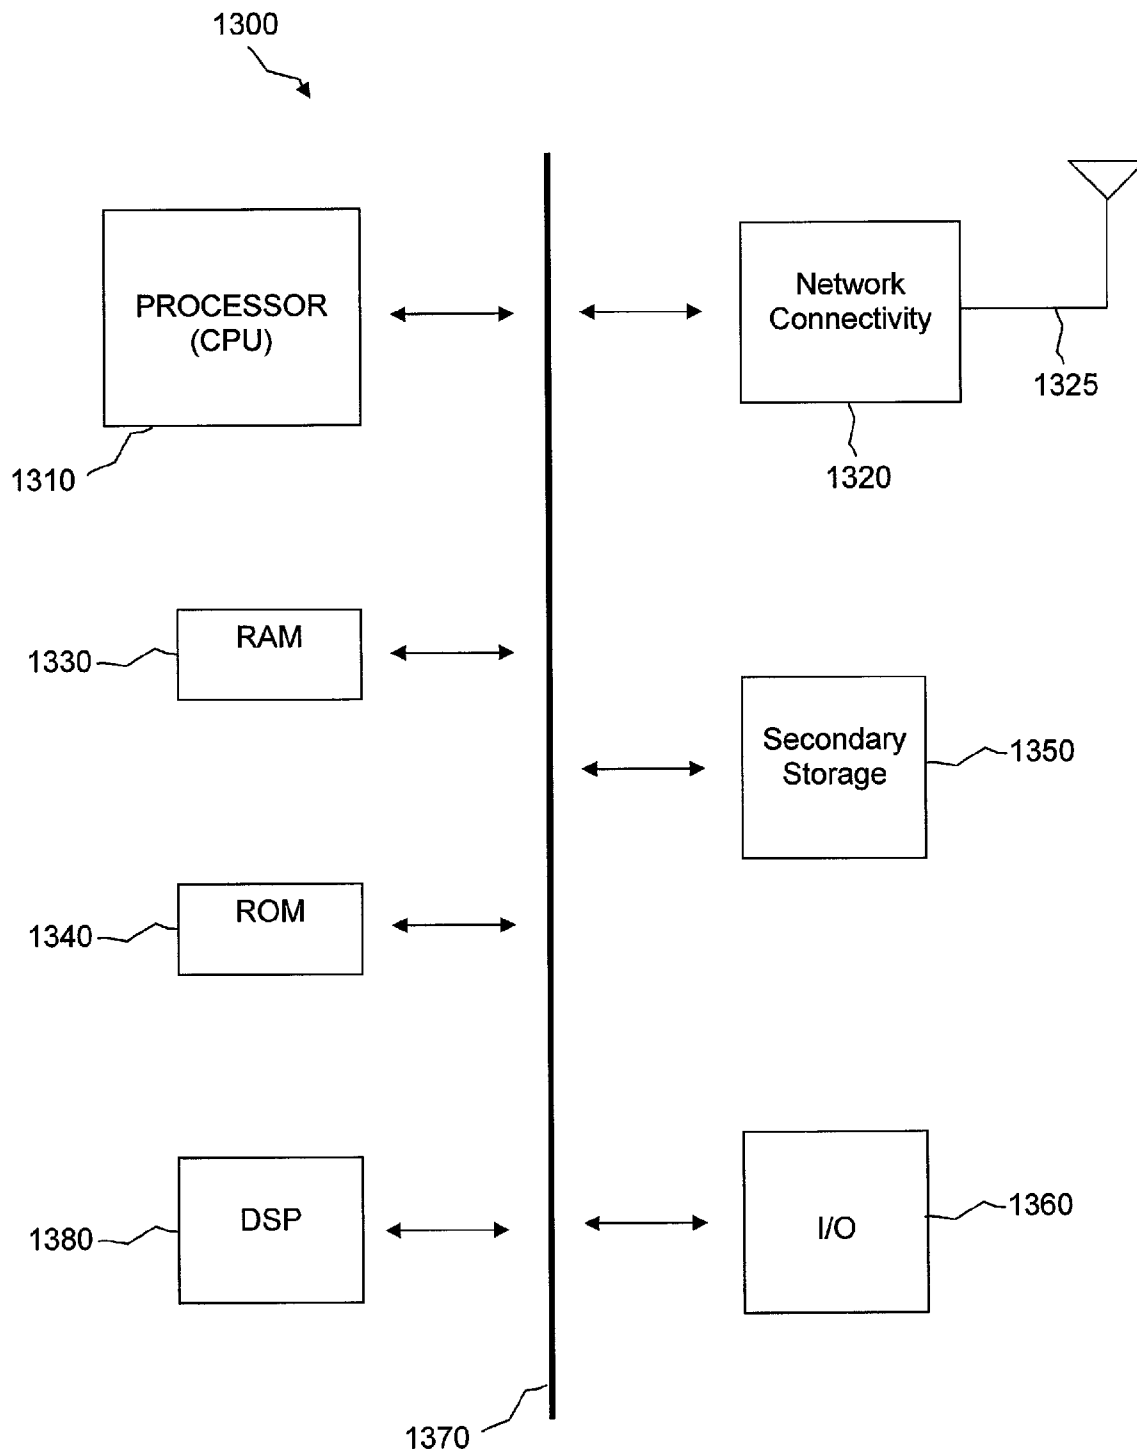 1300
PROCESSOR
(CPU)
1310
Network
Connectivity
1325
1320
RAM
1330
Secondary
Storage
1350
ROM
1340
DSP
1380
I/O
1360
1370